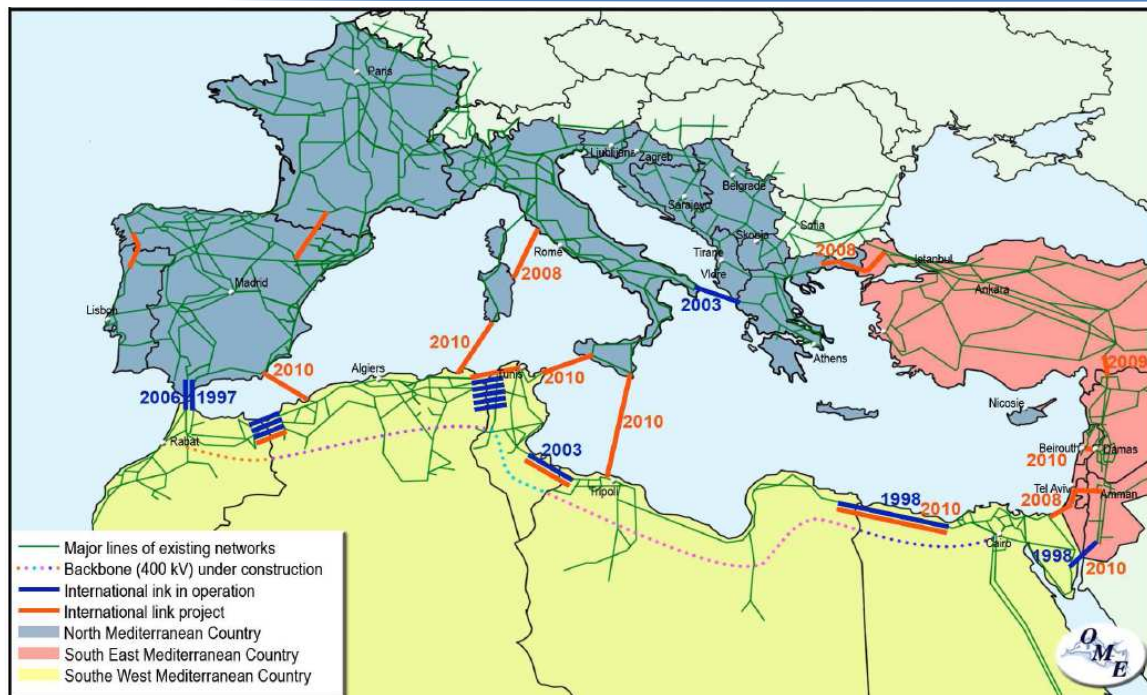 Paris
Ljubljana
Zagreb
Belgrade
Sarajevo
Sofia
Skopia
Tirane
Vlore
Istanbul
2008
Ankara
Rome
2008
2003
Madrid
Lisbon
Athens
2010
2010
Algiers
Tunis
2010
2009
Nicosie
2006
1997
Rabat
2010
2003
Tripoli
Beirouth
Damas
2010
Tel Aviv
Amman
2008
1998
2010
Cairo
1998
2010
Major lines of existing networks
Backbone (400 kV) under construction
International ink in operation
International link project
North Mediterranean Country
South East Mediterranean Country
Southe West Mediterranean Country
OME